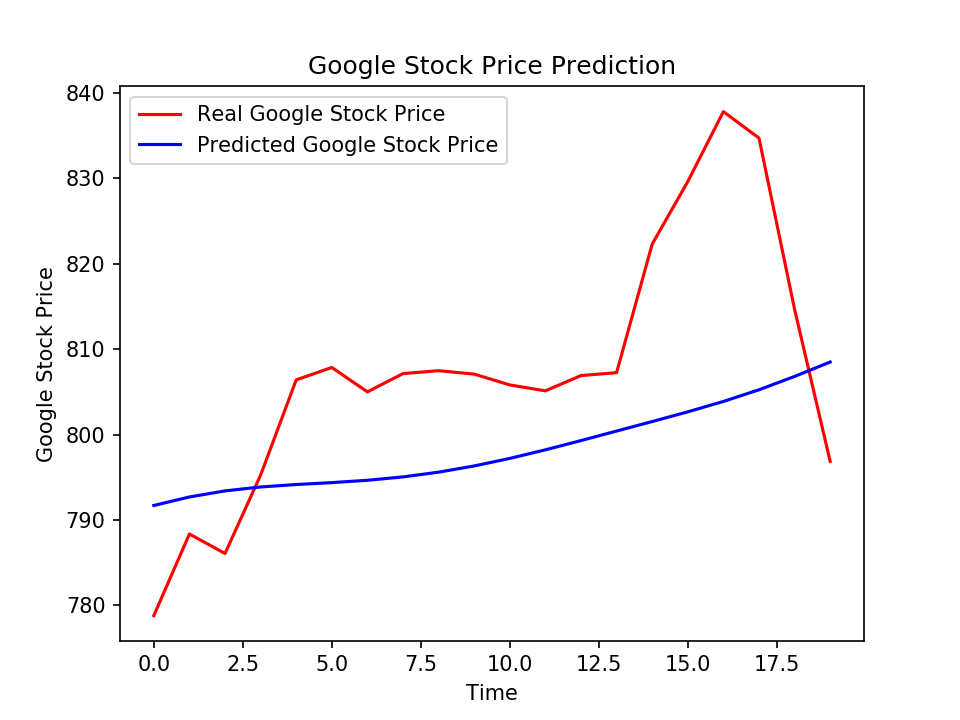 Google Stock Price Prediction
Real Google Stock Price
Predicted Google Stock Price
Google Stock Price
840
830
820
810
800
790
780
0.0 2.5 5.0 7.5 10.0 12.5 15.0 17.5
Time